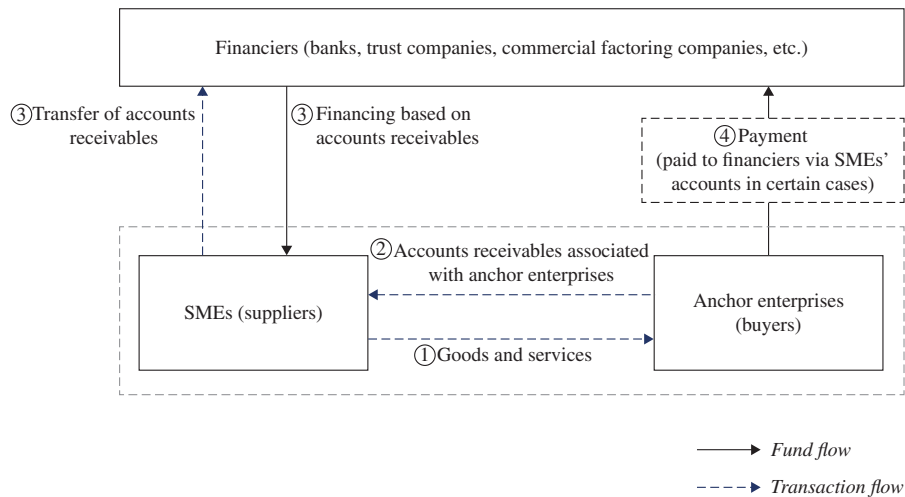 Financiers (banks, trust companies, commercial factoring companies, etc.)
③Transfer of accounts
receivables
③Financing based on
accounts receivables
④Payment
(paid to financiers via SMEs’
accounts in certain cases)
②Accounts receivables associated
with anchor enterprises
SMEs (suppliers)
Anchor enterprises
(buyers)
①Goods and services
Fund flow
Transaction flow